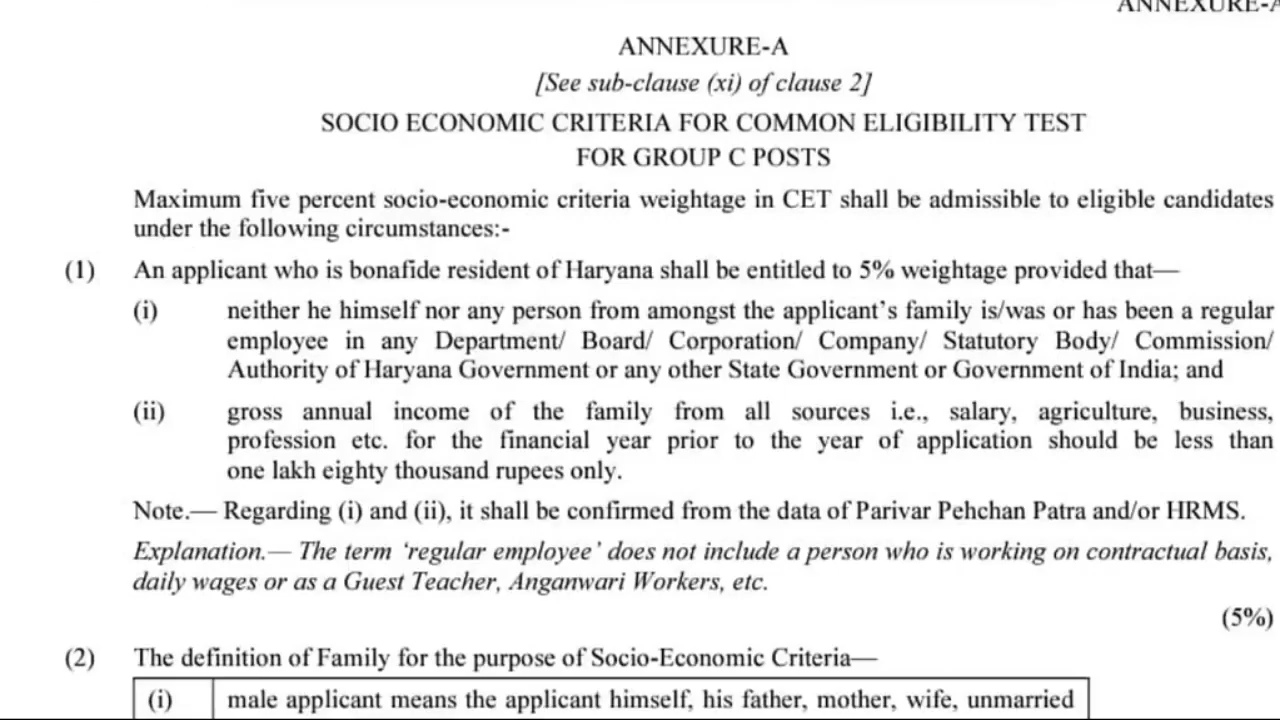 ANNEXURE-A
ANNEXURE-A
[See sub-clause (xi) of clause 2]
SOCIO ECONOMIC CRITERIA FOR COMMON ELIGIBILITY TEST
FOR GROUP C POSTS
Maximum five percent socio-economic criteria weightage in CET shall be admissible to eligible candidates
under the following circumstances:-
(1) An applicant who is bonafide resident of Haryana shall be entitled to 5% weightage provided that—
(i) neither he himself nor any person from amongst the applicant’s family is/was or has been a regular
employee in any Department/ Board/ Corporation/ Company/ Statutory Body/ Commission/
Authority of Haryana Government or any other State Government or Government of India; and
(ii) gross annual income of the family from all sources i.e., salary, agriculture, business,
profession etc. for the financial year prior to the year of application should be less than
one lakh eighty thousand rupees only.
Note.— Regarding (i) and (ii), it shall be confirmed from the data of Parivar Pehchan Patra and/or HRMS.
Explanation.— The term ‘regular employee’ does not include a person who is working on contractual basis,
daily wages or as a Guest Teacher, Anganwari Workers, etc.
(5%)
(2) The definition of Family for the purpose of Socio-Economic Criteria—
(i) male applicant means the applicant himself, his father, mother, wife, unmarried